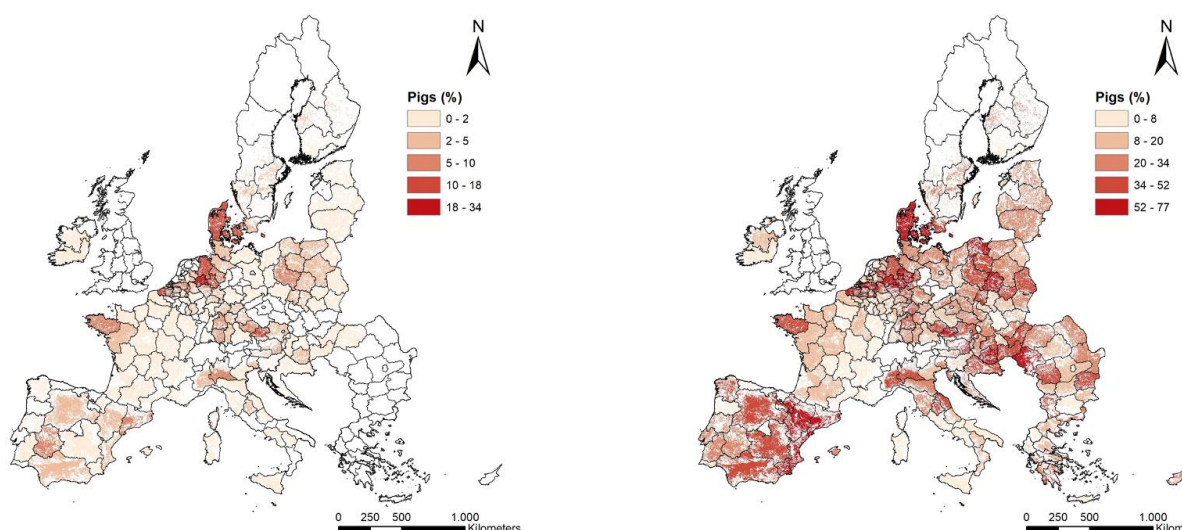 N
Pigs (%)
0 - 2
2 - 5
5 - 10
10 - 18
18 - 34
0 250 500 1.000
Kilometers
N
Pigs (%)
0 - 8
8 - 20
20 - 34
34 - 52
52 - 77
0 250 500 1.000